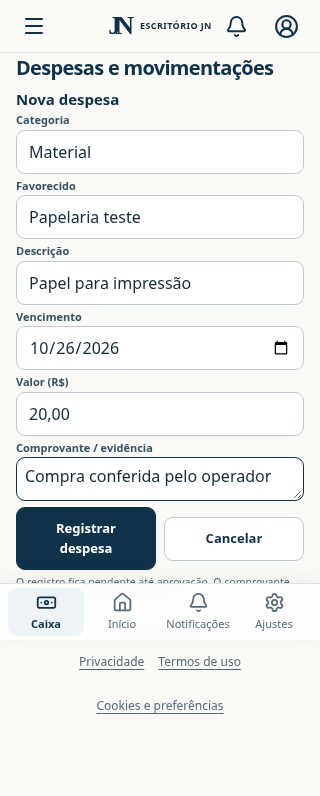 JN ESCRITÓRIO JN
Despesas e movimentações
Nova despesa
Categoria
Material
Favorecido
Papelaria teste
Descrição
Papel para impressão
Vencimento
10/26/2026
Valor (R$)
20,00
Comprovante / evidência
Compra conferida pelo operador
Registrar
despesa
Cancelar
O registro fica pendente até aprovação. O comprovante
Caixa
Início
Notificações
Ajustes
Privacidade
Termos de uso
Cookies e preferências